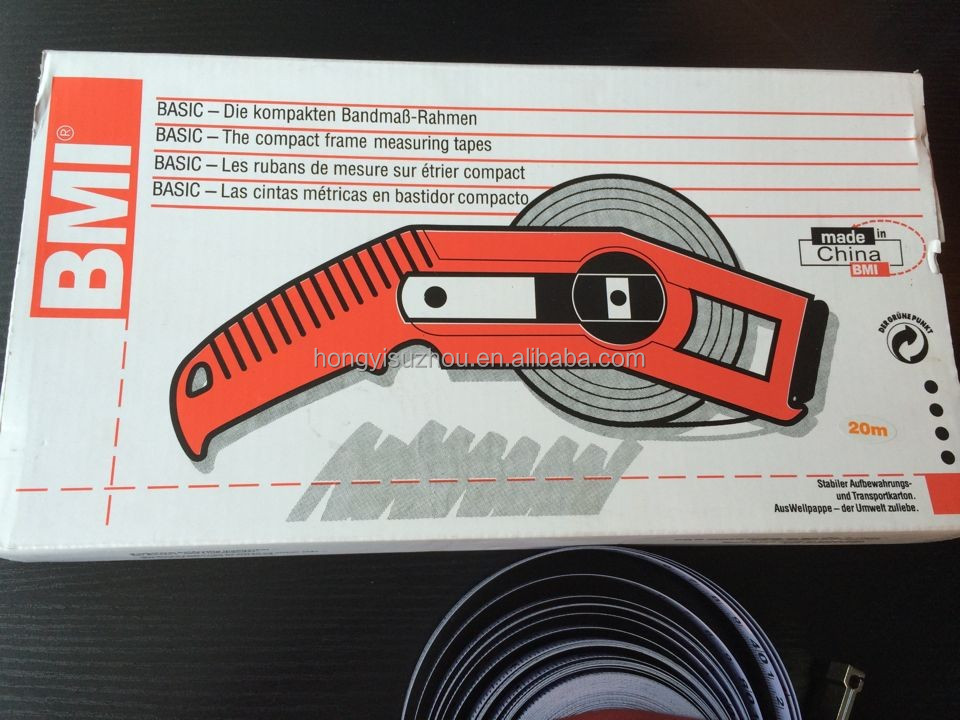 BMI®
BASIC – Die kompakten Bandmaß-Rahmen
BASIC – The compact frame measuring tapes
BASIC – Les rubans de mesure sur étrier compact
BASIC – Las cintas métricas en bastidor compacto
made in
China
BMI
DER GRÜNE PUNKT
hongyisuzhou.en.alibaba.com
20m
Stabiler Aufbewahrungs-
und Transportkarton.
Aus Wellpappe – der Umwelt zuliebe.